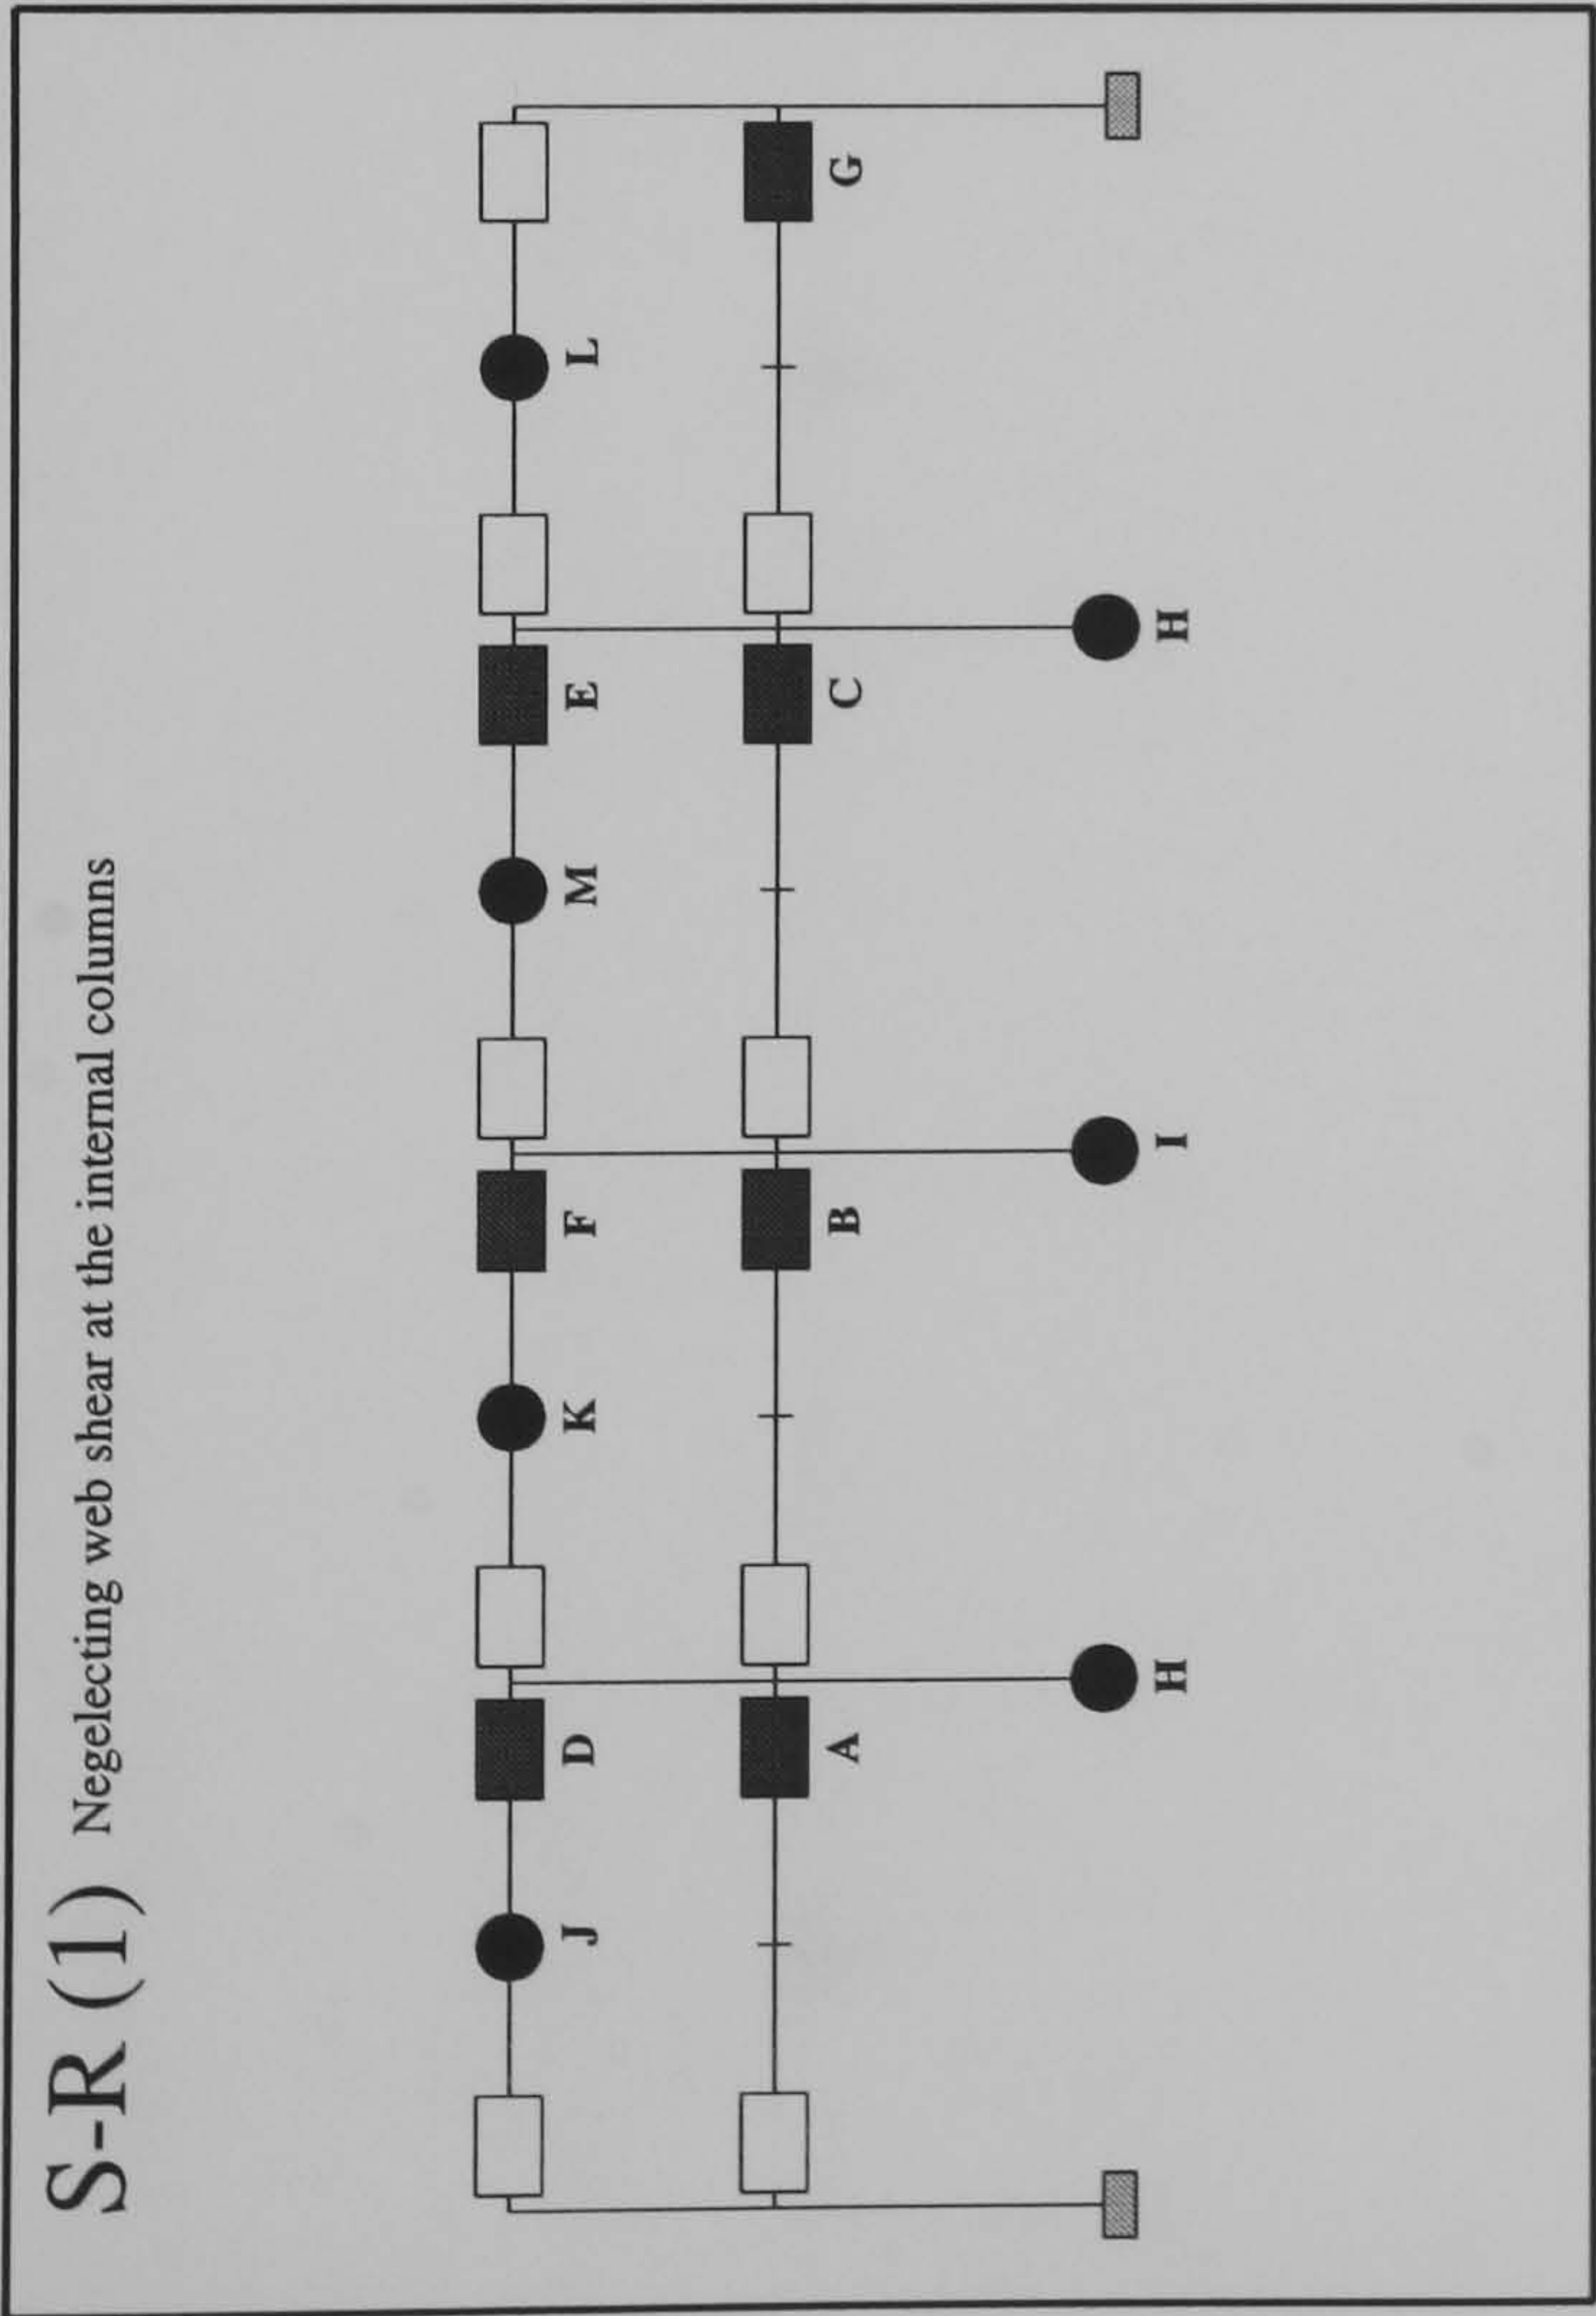 S-R (1) Negelecting web shear at the internal columns
J D K F M E L
A B C G
H I H